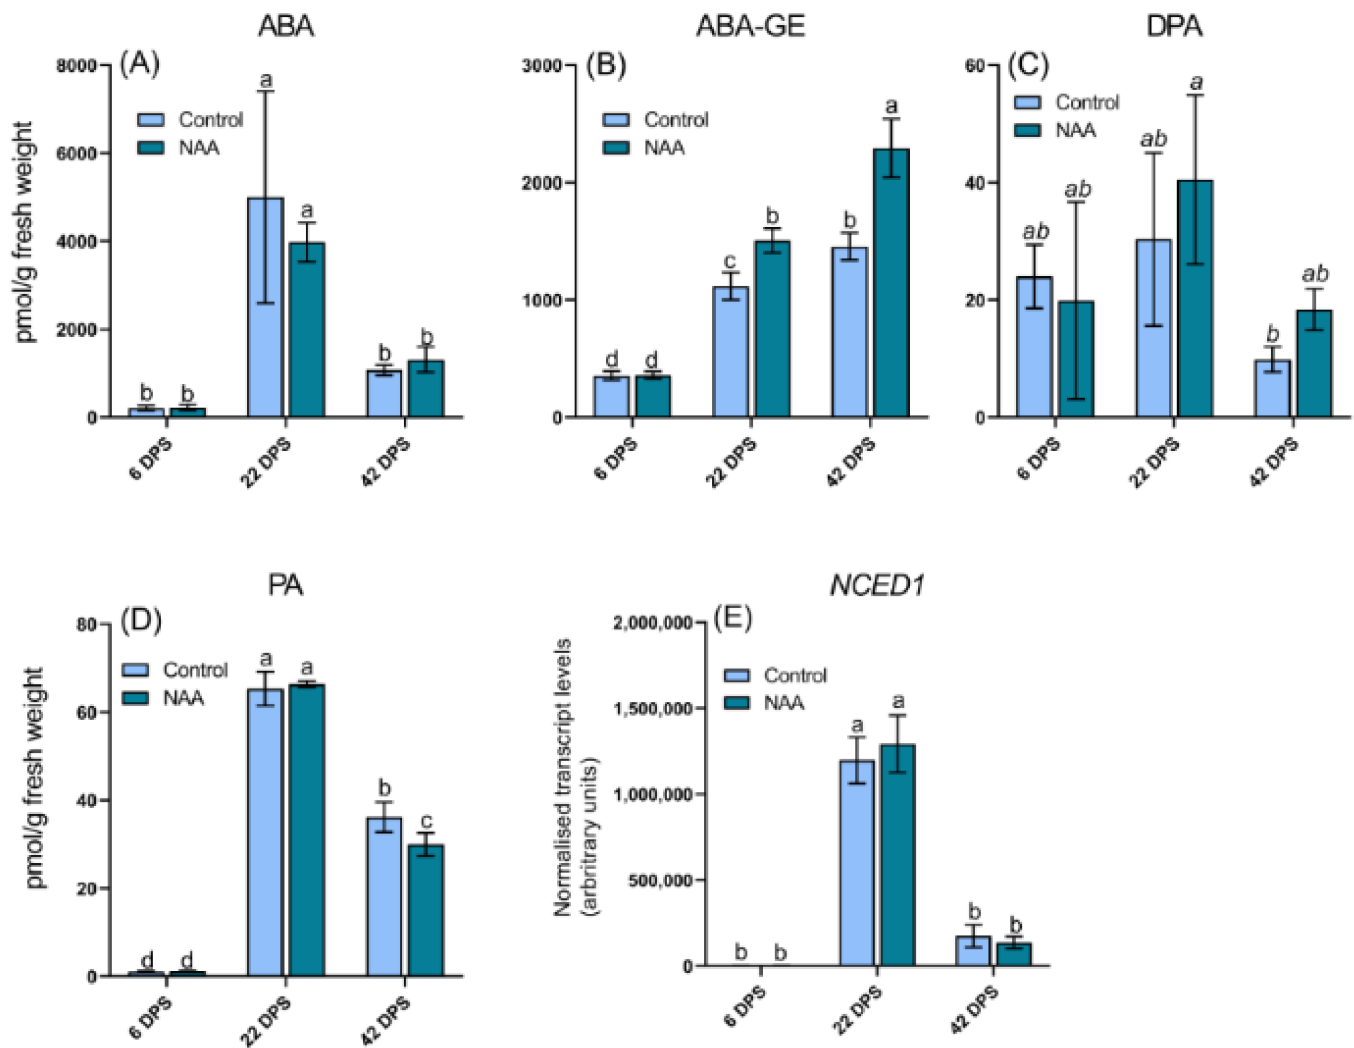 ABA
(A)
8000
6000
4000
2000
0
pmol/g fresh weight
Control
NAA
a
a
b
b
b
b
6 DPS
22 DPS
42 DPS
ABA-GE
(B)
3000
2000
1000
0
Control
NAA
d
d
c
b
b
a
6 DPS
22 DPS
42 DPS
DPA
(C)
60
40
20
0
Control
NAA
ab
ab
ab
a
b
ab
6 DPS
22 DPS
42 DPS
PA
(D)
80
60
40
20
0
pmol/g fresh weight
Control
NAA
d
d
a
a
b
c
6 DPS
22 DPS
42 DPS
NCED1
(E)
2,000,000
1,500,000
1,000,000
500,000
0
Normalised transcript levels
(arbritrary units)
Control
NAA
b
b
a
a
b
b
6 DPS
22 DPS
42 DPS